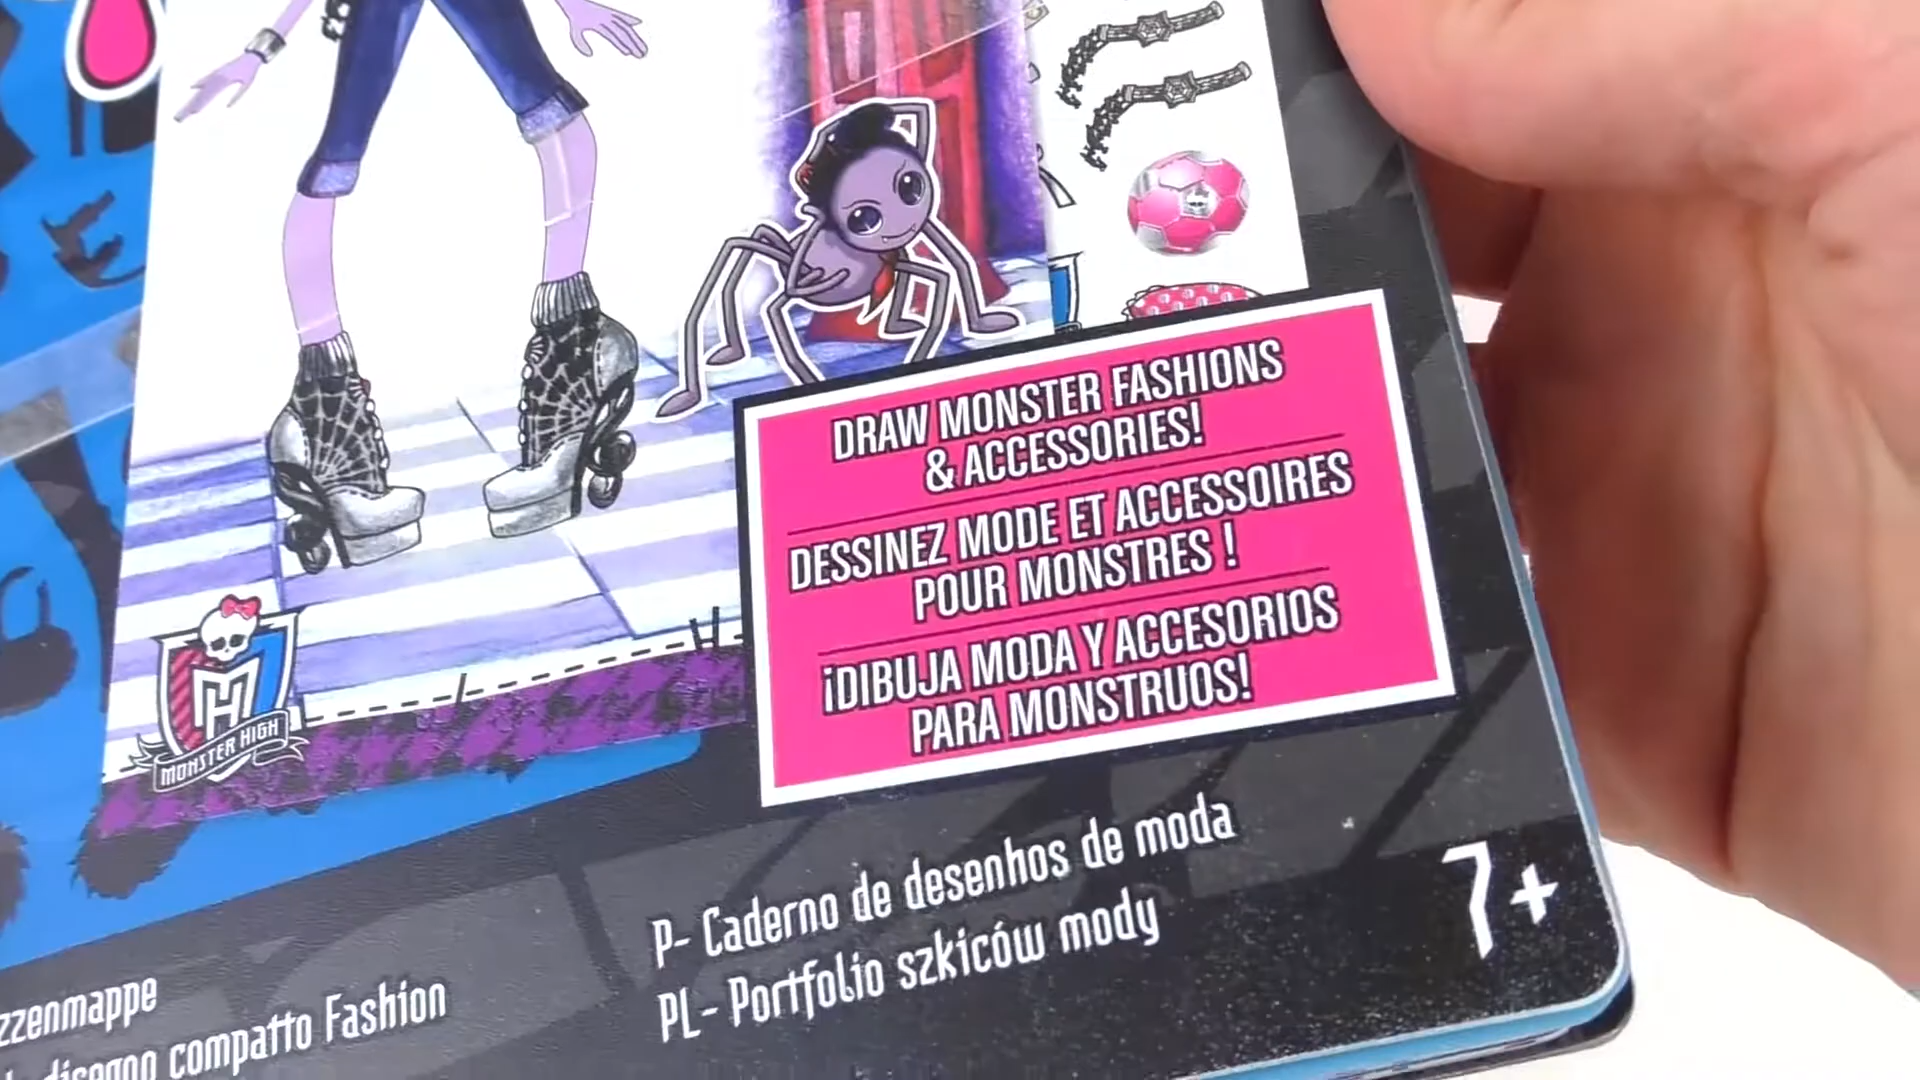 DRAW MONSTER FASHIONS
& ACCESSORIES!
DESSINEZ MODE ET ACCESSOIRES
POUR MONSTRES !
¡DIBUJA MODA Y ACCESORIOS
PARA MONSTRUOS!
MONSTER HIGH
P- Caderno de desenhos de moda
PL- Portfolio szkiców mody
7+
compatto Fashion